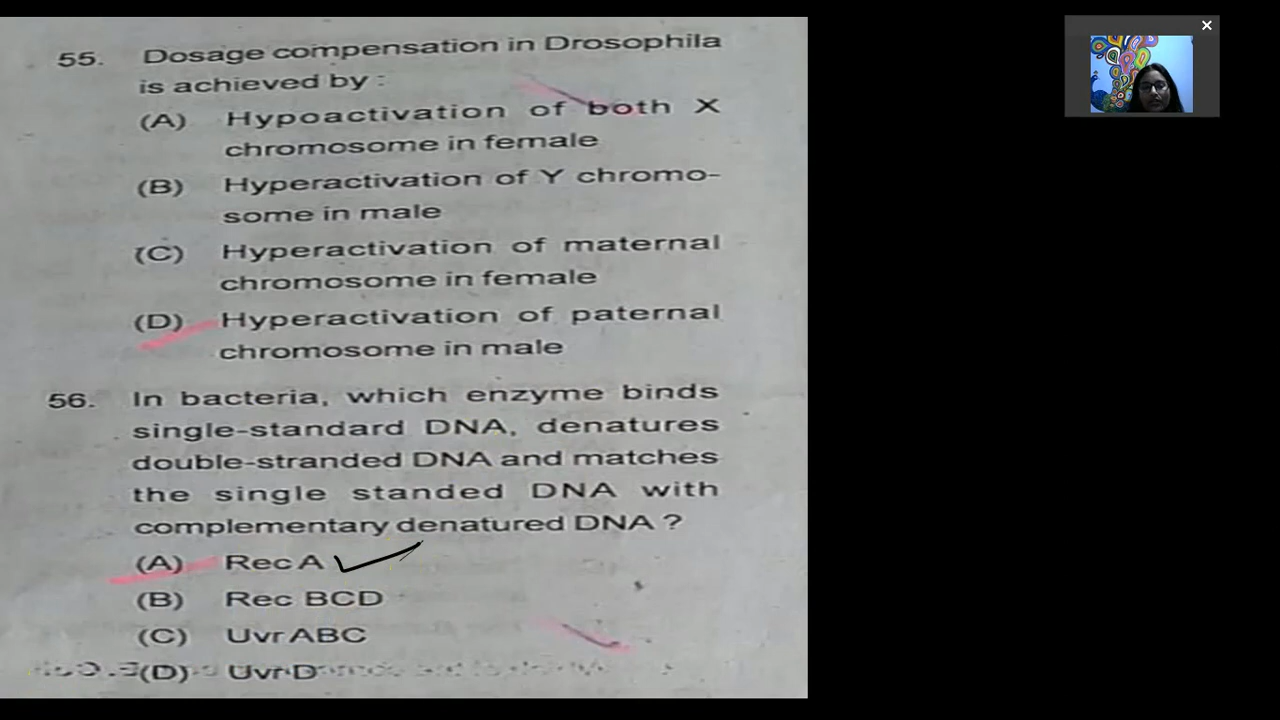 55. Dosage compensation in Drosophila
is achieved by :
(A) Hypoactivation of both X
chromosome in female
(B) Hyperactivation of Y chromo-
some in male
(C) Hyperactivation of maternal
chromosome in female
(D) Hyperactivation of paternal
chromosome in male
56. In bacteria, which enzyme binds
single-standard DNA, denatures
double-stranded DNA and matches
the single standed DNA with
complementary denatured DNA ?
(A) Rec A
(B) Rec BCD
(C) Uvr ABC
(D) Uvr D